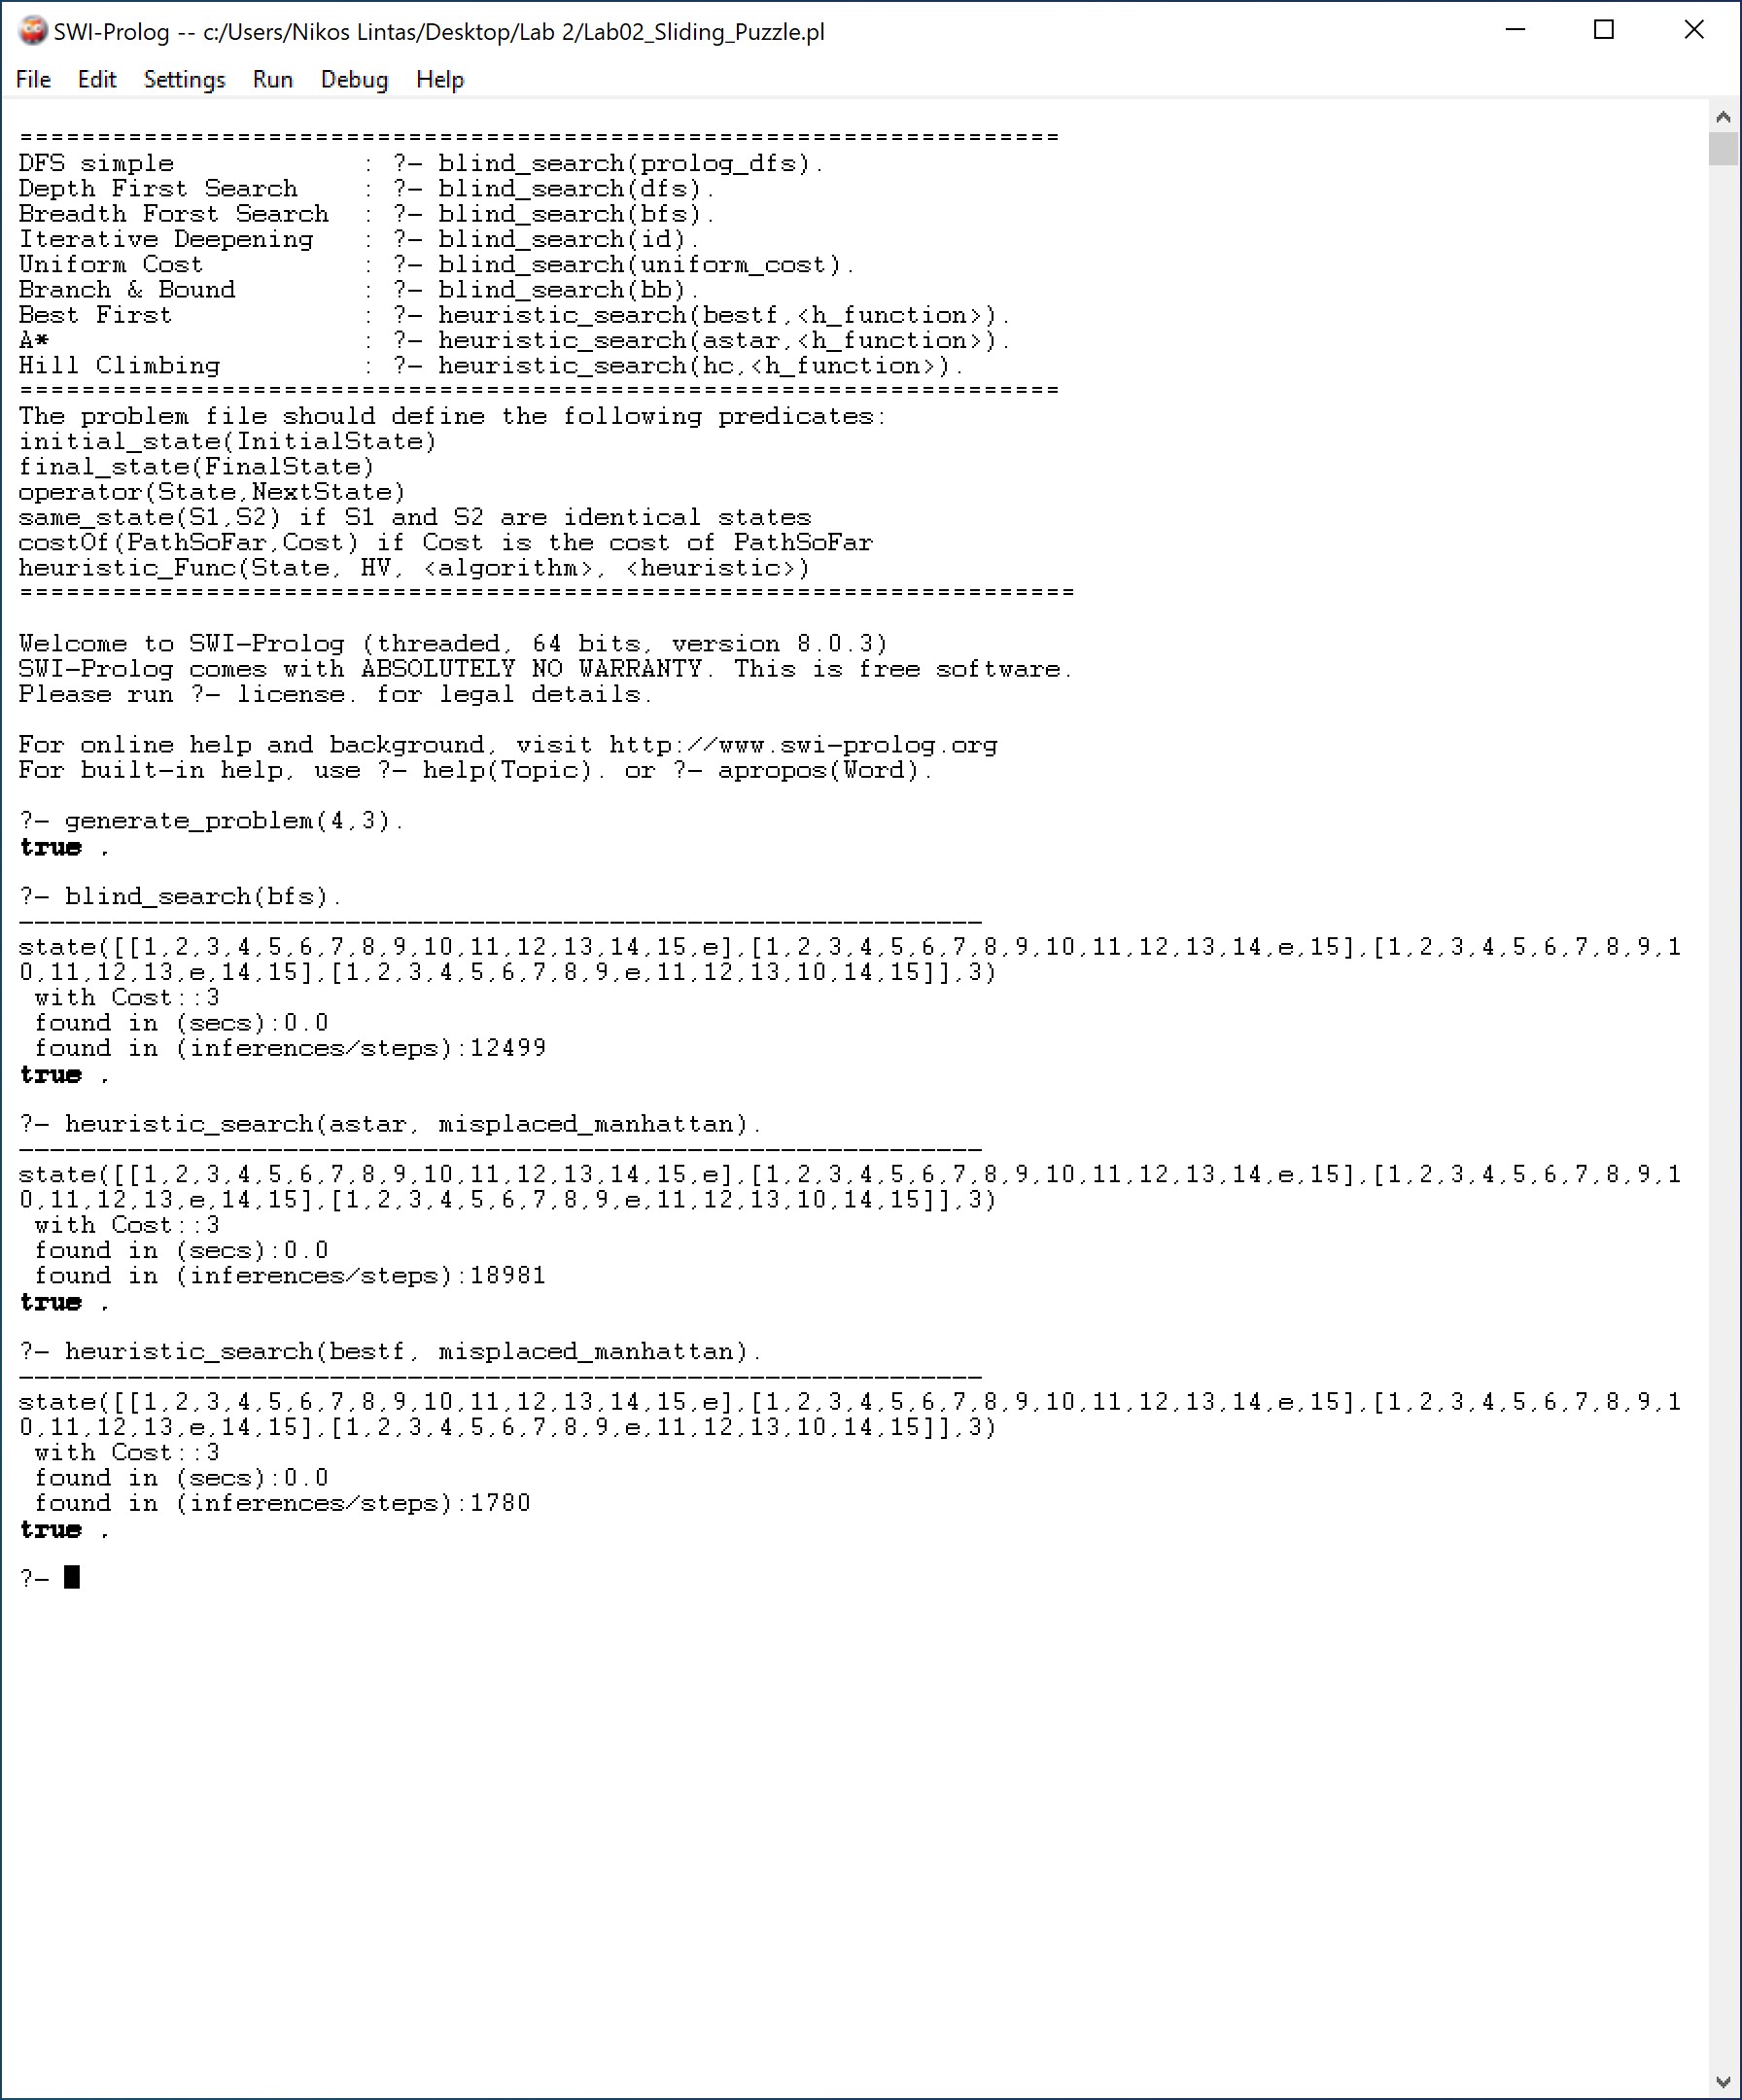 SWI-Prolog -- c:/Users/Nikos Lintas/Desktop/Lab 2/Lab02_Sliding_Puzzle.pl
File Edit Settings Run Debug Help
===================================================================
DFS simple : ?- blind_search(prolog_dfs).
Depth First Search : ?- blind_search(dfs).
Breadth Forst Search : ?- blind_search(bfs).
Iterative Deepening : ?- blind_search(id).
Uniform Cost : ?- blind_search(uniform_cost).
Branch & Bound : ?- blind_search(bb).
Best First : ?- heuristic_search(bestf,<h_function>).
A* : ?- heuristic_search(astar,<h_function>).
Hill Climbing : ?- heuristic_search(hc,<h_function>).
===================================================================
The problem file should define the following predicates:
initial_state(InitialState)
final_state(FinalState)
operator(State,NextState)
same_state(S1,S2) if S1 and S2 are identical states
costOf(PathSoFar,Cost) if Cost is the cost of PathSoFar
heuristic_Func(State, HV, <algorithm>, <heuristic>)
====================================================================
Welcome to SWI-Prolog (threaded, 64 bits, version 8.0.3)
SWI-Prolog comes with ABSOLUTELY NO WARRANTY. This is free software.
Please run ?- license. for legal details.
For online help and background, visit http://www.swi-prolog.org
For built-in help, use ?- help(Topic). or ?- apropos(Word).
?- generate_problem(4,3).
true .
?- blind_search(bfs).
--------------------------------------------------------------
state([[1,2,3,4,5,6,7,8,9,10,11,12,13,14,15,e],[1,2,3,4,5,6,7,8,9,10,11,12,13,14,e,15],[1,2,3,4,5,6,7,8,9,1
0,11,12,13,e,14,15],[1,2,3,4,5,6,7,8,9,e,11,12,13,10,14,15]],3)
with Cost::3
found in (secs):0.0
found in (inferences/steps):12499
true .
?- heuristic_search(astar, misplaced_manhattan).
--------------------------------------------------------------
state([[1,2,3,4,5,6,7,8,9,10,11,12,13,14,15,e],[1,2,3,4,5,6,7,8,9,10,11,12,13,14,e,15],[1,2,3,4,5,6,7,8,9,1
0,11,12,13,e,14,15],[1,2,3,4,5,6,7,8,9,e,11,12,13,10,14,15]],3)
with Cost::3
found in (secs):0.0
found in (inferences/steps):18981
true .
?- heuristic_search(bestf, misplaced_manhattan).
--------------------------------------------------------------
state([[1,2,3,4,5,6,7,8,9,10,11,12,13,14,15,e],[1,2,3,4,5,6,7,8,9,10,11,12,13,14,e,15],[1,2,3,4,5,6,7,8,9,1
0,11,12,13,e,14,15],[1,2,3,4,5,6,7,8,9,e,11,12,13,10,14,15]],3)
with Cost::3
found in (secs):0.0
found in (inferences/steps):1780
true .
?-